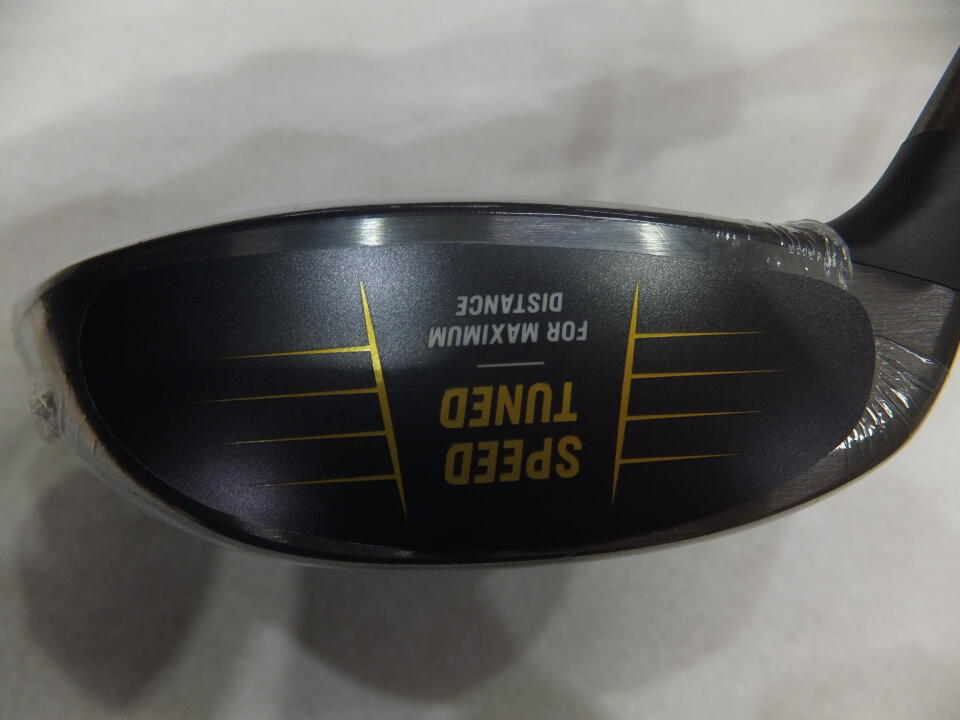 SPEED
TUNED
FOR MAXIMUM
DISTANCE